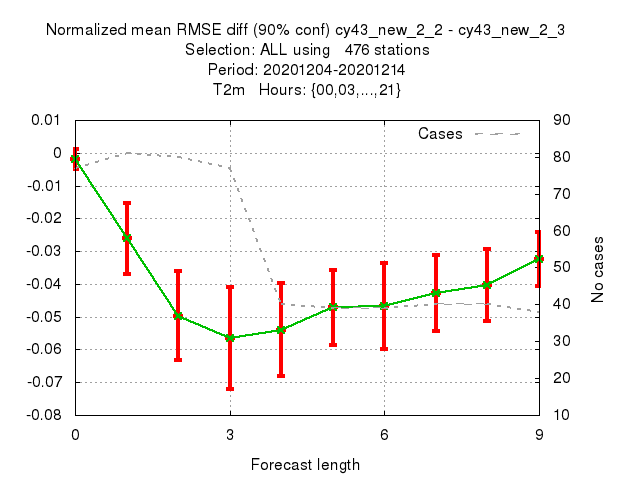 Normalized mean RMSE diff (90% conf) cy43_new_2_2 - cy43_new_2_3
Selection: ALL using   476 stations
Period: 20201204-20201214
T2m   Hours: {00,03,...,21}
Cases
0.01
0
-0.01
-0.02
-0.03
-0.04
-0.05
-0.06
-0.07
-0.08
90
80
70
60
50
40
30
20
10
No cases
0 3 6 9
Forecast length